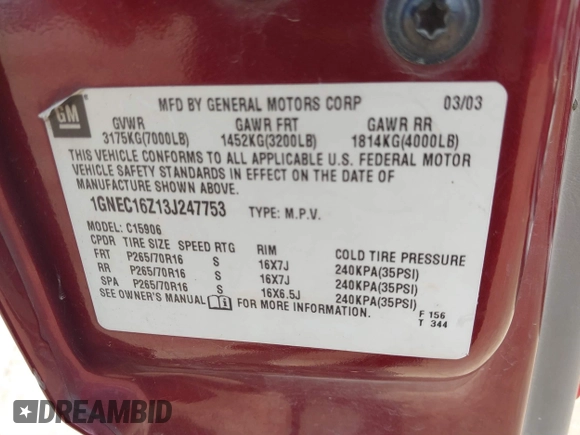 GM
MFD BY GENERAL MOTORS CORP 03/03
GVWR GAWR FRT GAWR RR
3175KG(7000LB) 1452KG(3200LB) 1814KG(4000LB)
THIS VEHICLE CONFORMS TO ALL APPLICABLE U.S. FEDERAL MOTOR
VEHICLE SAFETY STANDARDS IN EFFECT ON THE DATE OF
MANUFACTURE SHOWN ABOVE.
1GNEC16Z13J247753 TYPE: M.P.V.
MODEL: C15906
CPDR TIRE SIZE SPEED RTG RIM COLD TIRE PRESSURE
FRT P265/70R16 S 16X7J 240KPA(35PSI)
RR P265/70R16 S 16X7J 240KPA(35PSI)
SPA P265/70R16 S 16X6.5J 240KPA(35PSI)
SEE OWNER'S MANUAL FOR MORE INFORMATION.
F 156
T 344
DREAMBID